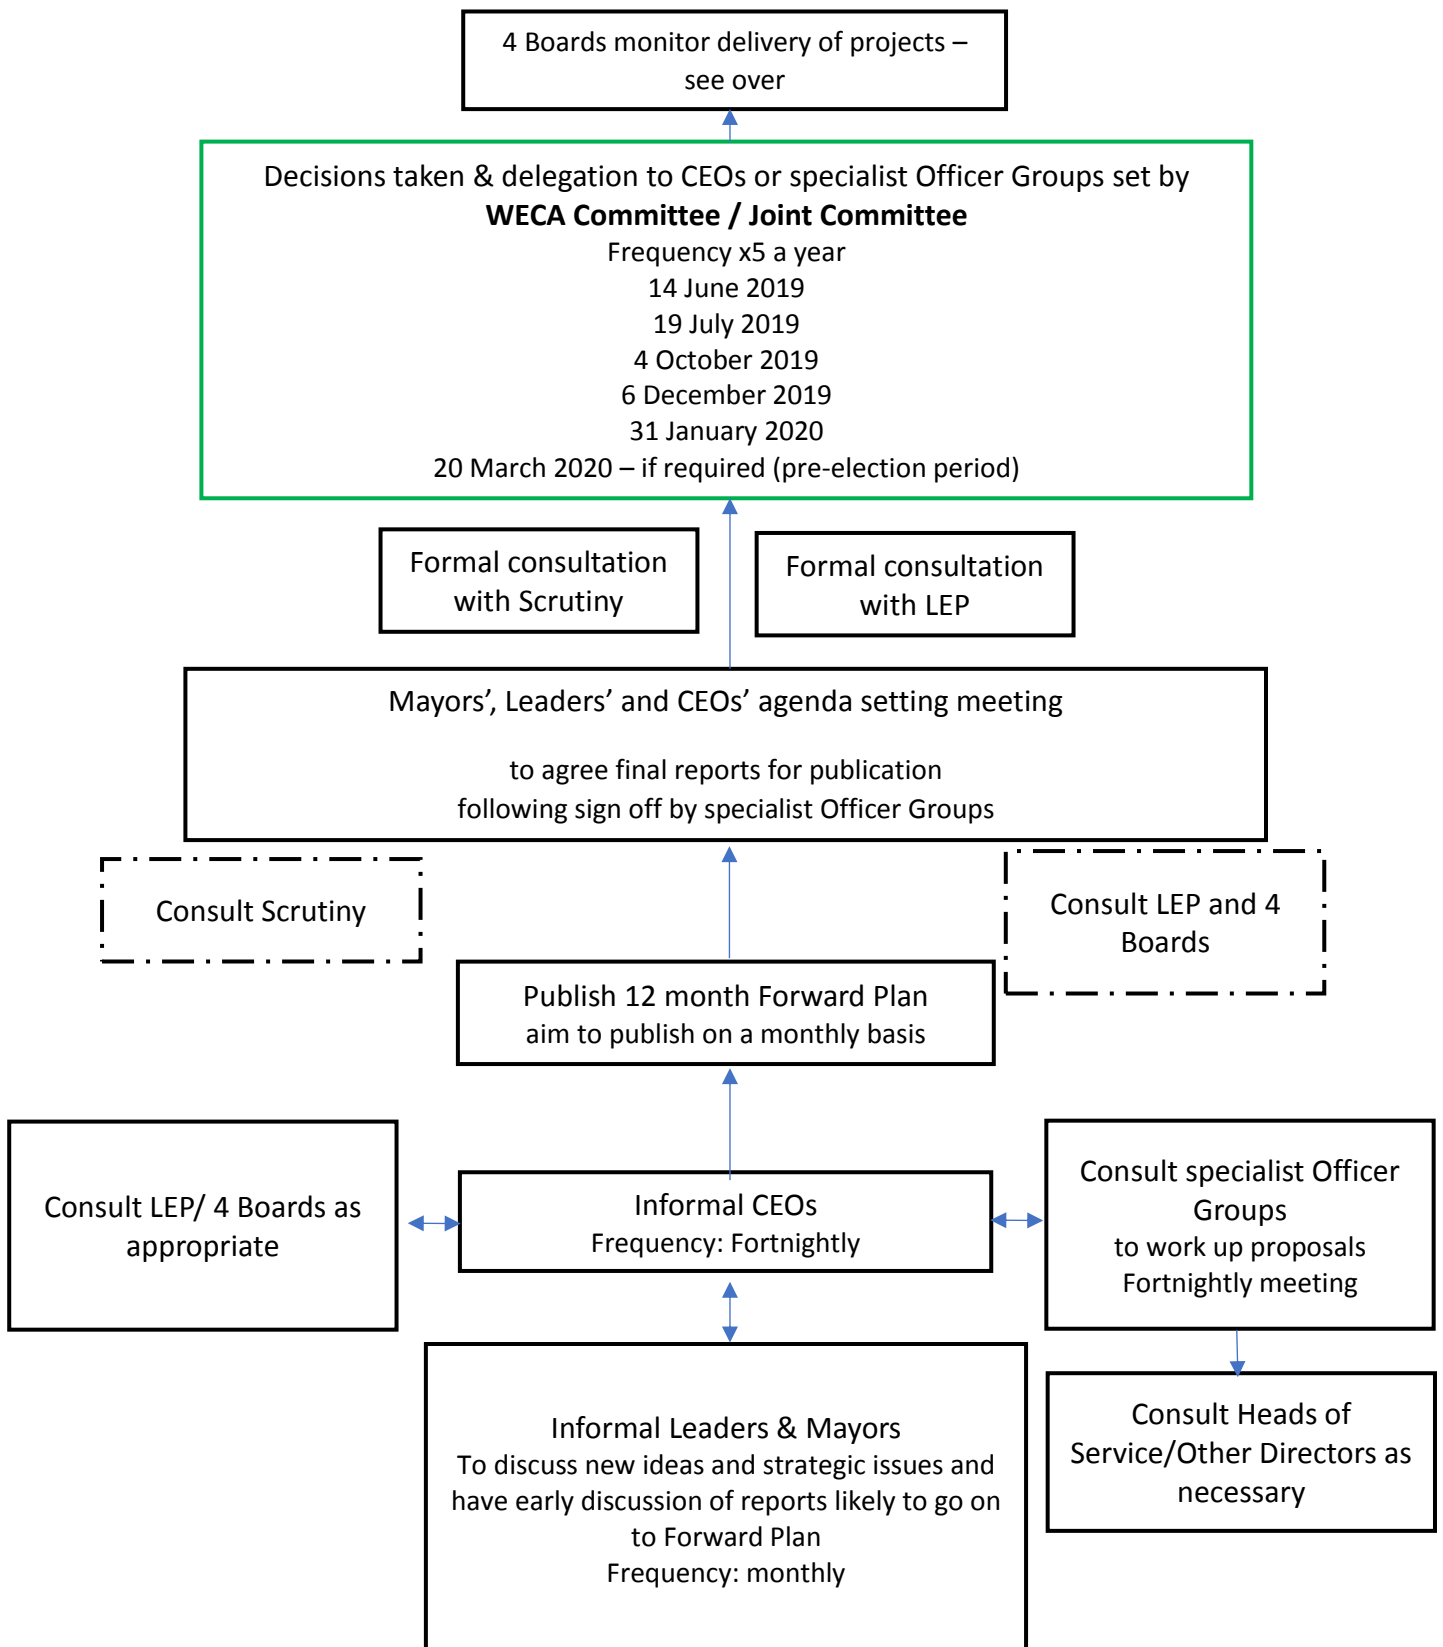 4 Boards monitor delivery of projects –
see over
Decisions taken & delegation to CEOs or specialist Officer Groups set by
WECA Committee / Joint Committee
Frequency x5 a year
14 June 2019
19 July 2019
4 October 2019
6 December 2019
31 January 2020
20 March 2020 – if required (pre-election period)
Formal consultation
with Scrutiny
Formal consultation
with LEP
Mayors’, Leaders’ and CEOs’ agenda setting meeting
to agree final reports for publication
following sign off by specialist Officer Groups
Consult Scrutiny
Consult LEP and 4
Boards
Publish 12 month Forward Plan
aim to publish on a monthly basis
Consult LEP/ 4 Boards as
appropriate
Informal CEOs
Frequency: Fortnightly
Consult specialist Officer
Groups
to work up proposals
Fortnightly meeting
Informal Leaders & Mayors
To discuss new ideas and strategic issues and
have early discussion of reports likely to go on
to Forward Plan
Frequency: monthly
Consult Heads of
Service/Other Directors as
necessary